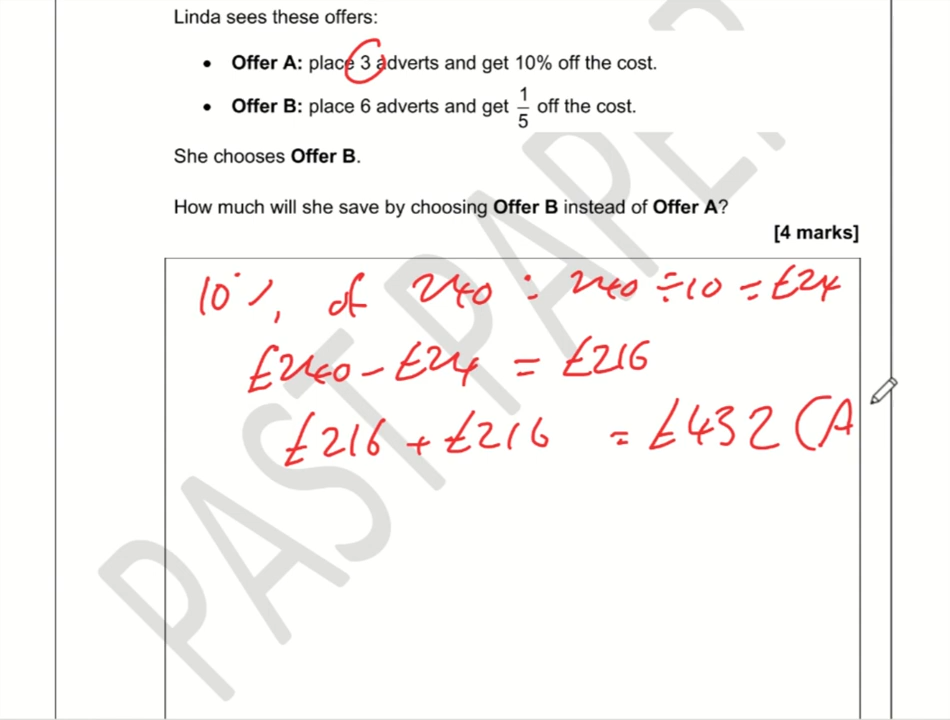 Linda sees these offers:
• Offer A: place 3 adverts and get 10% off the cost.
• Offer B: place 6 adverts and get 1/5 off the cost.
She chooses Offer B.
How much will she save by choosing Offer B instead of Offer A?
[4 marks]
10% of 240 : 240 ÷ 10 = £24
£240 - £24 = £216
£216 + £216 = £432 (A
PAST PAPER